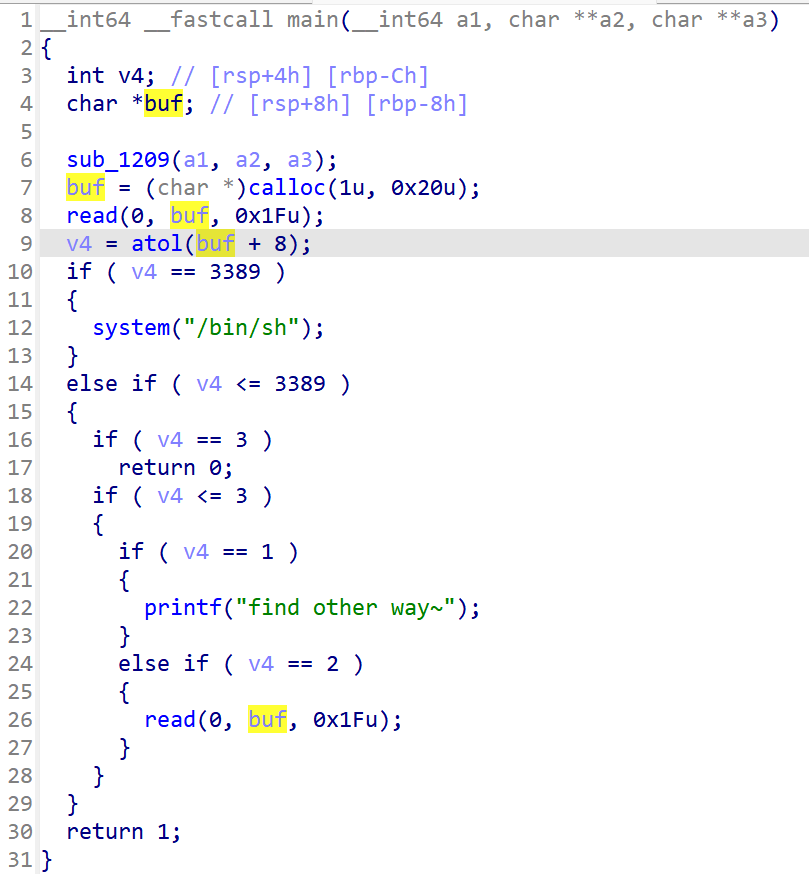 1 __int64 __fastcall main(__int64 a1, char **a2, char **a3)
2 {
3   int v4; // [rsp+4h] [rbp-Ch]
4   char *buf; // [rsp+8h] [rbp-8h]
5
6   sub_1209(a1, a2, a3);
7   buf = (char *)calloc(1u, 0x20u);
8   read(0, buf, 0x1Fu);
9   v4 = atol(buf + 8);
10   if ( v4 == 3389 )
11   {
12     system("/bin/sh");
13   }
14   else if ( v4 <= 3389 )
15   {
16     if ( v4 == 3 )
17       return 0;
18     if ( v4 <= 3 )
19     {
20       if ( v4 == 1 )
21       {
22         printf("find other way~");
23       }
24       else if ( v4 == 2 )
25       {
26         read(0, buf, 0x1Fu);
27       }
28     }
29   }
30   return 1;
31 }